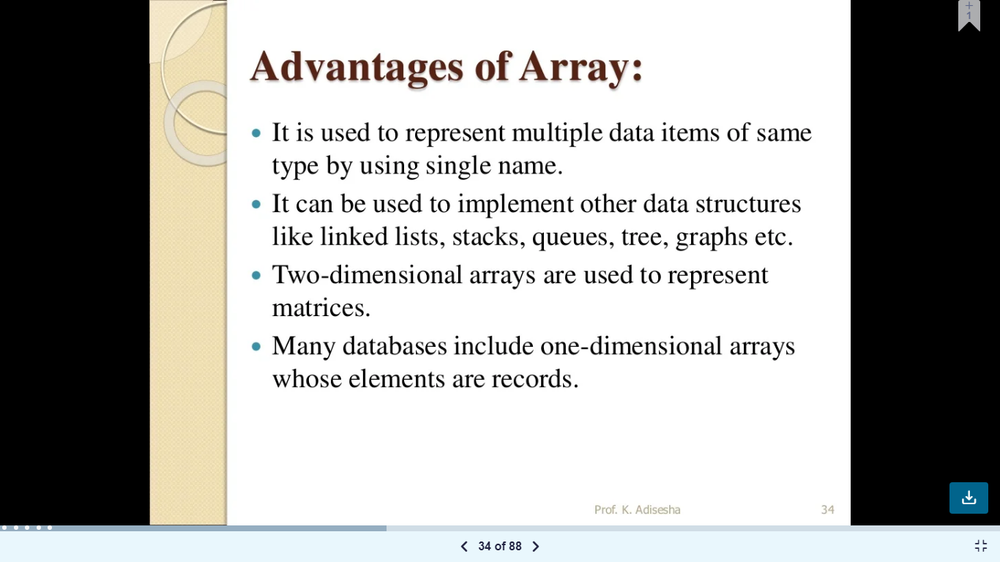 +
1
Advantages of Array:
• It is used to represent multiple data items of same
type by using single name.
• It can be used to implement other data structures
like linked lists, stacks, queues, tree, graphs etc.
• Two-dimensional arrays are used to represent
matrices.
• Many databases include one-dimensional arrays
whose elements are records.
Prof. K. Adisesha 34
34 of 88